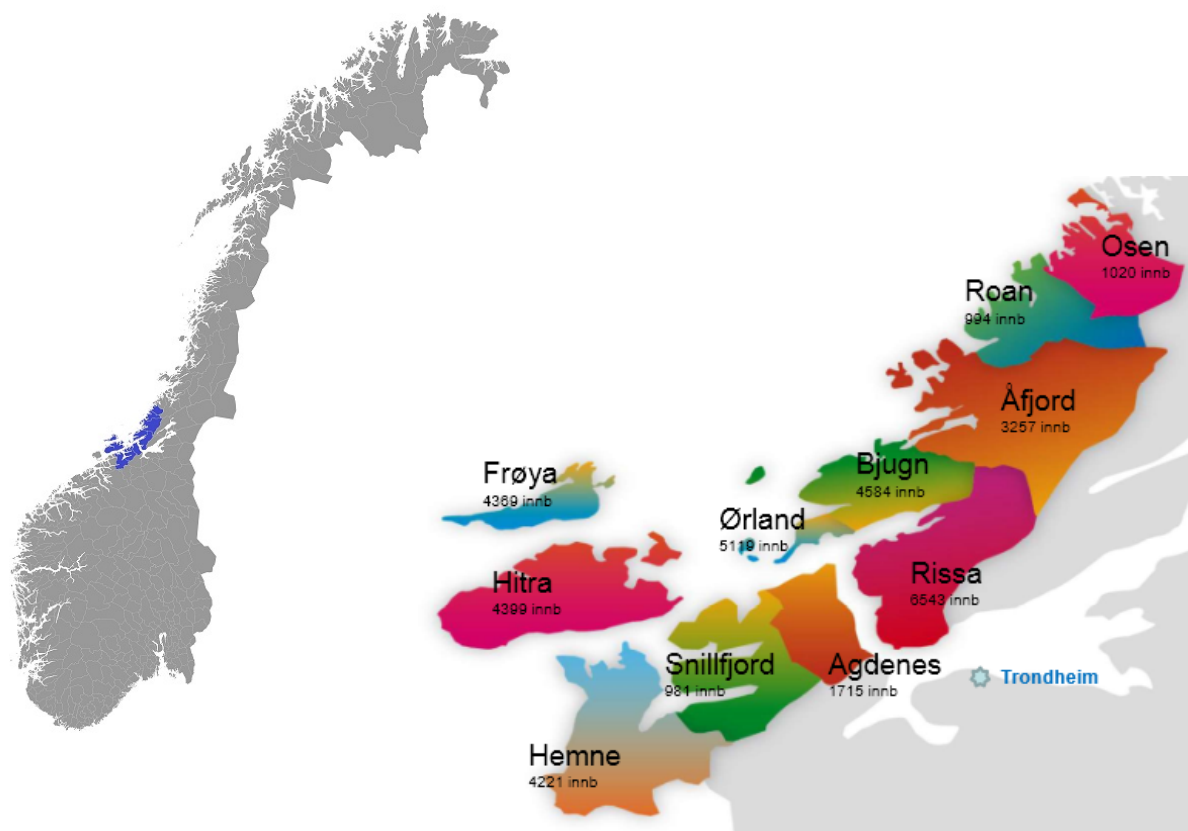 Osen
1020 innb
Roan
994 innb
Åfjord
3257 innb
Bjugn
4584 innb
Frøya
4369 innb
Ørland
5119 innb
Rissa
6543 innb
Hitra
4399 innb
Snillfjord
981 innb
Agdenes
1715 innb
Trondheim
Hemne
4221 innb